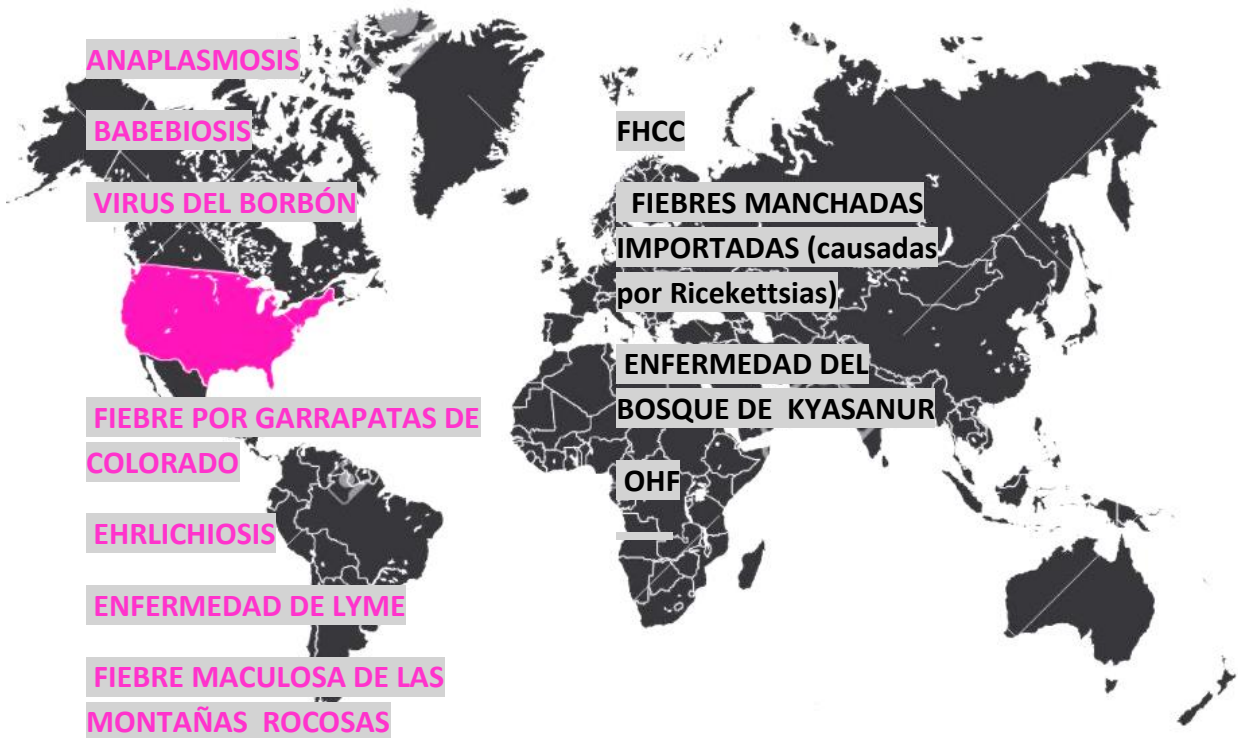 ANAPLASMOSIS
BABEBIOSIS
VIRUS DEL BORBÓN
FIEBRE POR GARRAPATAS DE
COLORADO
EHRLICHIOSIS
ENFERMEDAD DE LYME
FIEBRE MACULOSA DE LAS
MONTAÑAS ROCOSAS
FHCC
FIEBRES MANCHADAS
IMPORTADAS (causadas
por Ricekettsias)
ENFERMEDAD DEL
BOSQUE DE KYASANUR
OHF